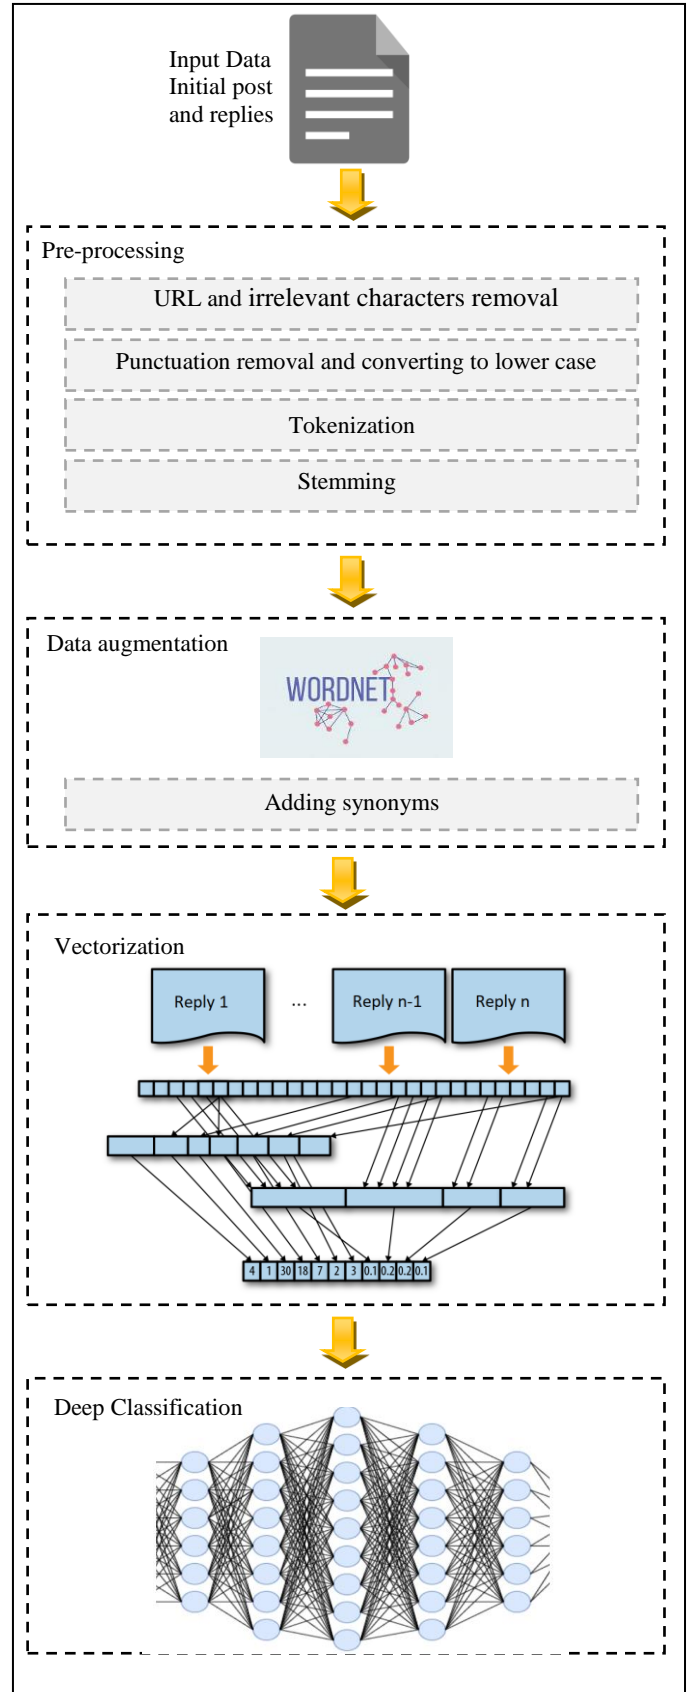 Input Data
Initial post
and replies
Pre-processing
URL and irrelevant characters removal
Punctuation removal and converting to lower case
Tokenization
Stemming
Data augmentation
WORDNET
Adding synonyms
Vectorization
Reply 1 ... Reply n-1 Reply n
4 1 30 18 7 2 3 0.1 0.2 0.2 0.1
Deep Classification